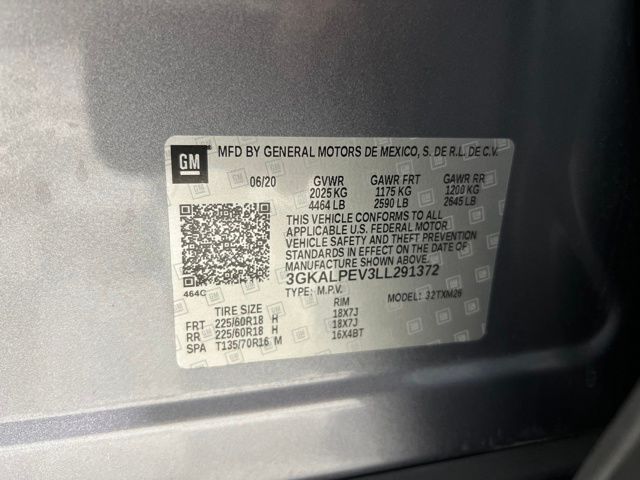 GM MFD BY GENERAL MOTORS DE MEXICO, S. DE R.L. DE C.V.
06/20 GVWR GAWR FRT GAWR RR
2025 KG 1175 KG 1200 KG
4464 LB 2590 LB 2645 LB
THIS VEHICLE CONFORMS TO ALL
APPLICABLE U.S. FEDERAL MOTOR
VEHICLE SAFETY AND THEFT PREVENTION
STANDARDS IN EFFECT ON THE DATE OF
MANUFACTURE SHOWN ABOVE.
3GKALPEV3LL291372
464C TYPE: M.P.V. MODEL: 32TXM26
TIRE SIZE RIM
FRT 225/60R18 H 18X7J
RR 225/60R18 H 18X7J
SPA T135/70R16 M 16X4BT